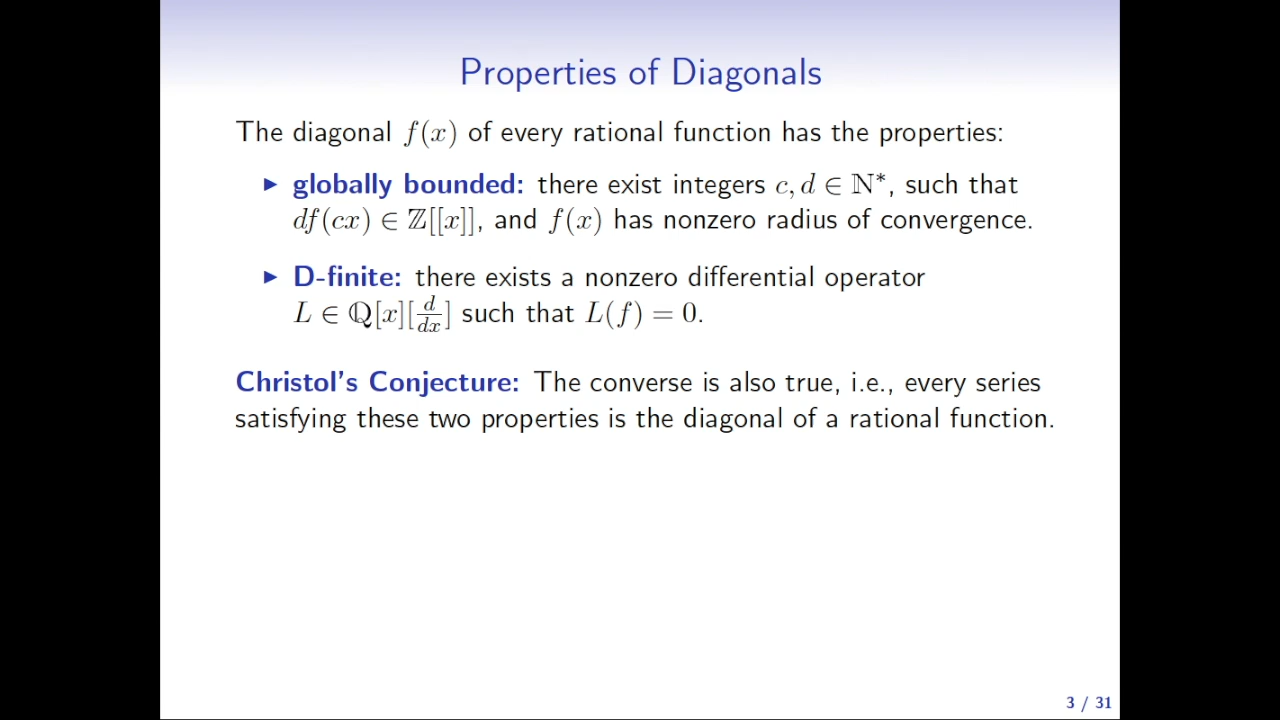 Properties of Diagonals
The diagonal f(x) of every rational function has the properties:
▶ globally bounded: there exist integers c, d ∈ ℕ*, such that
df(cx) ∈ ℤ[[x]], and f(x) has nonzero radius of convergence.
▶ D-finite: there exists a nonzero differential operator
L ∈ ℚ[x][d/dx] such that L(f) = 0.
Christol's Conjecture: The converse is also true, i.e., every series
satisfying these two properties is the diagonal of a rational function.
3 / 31